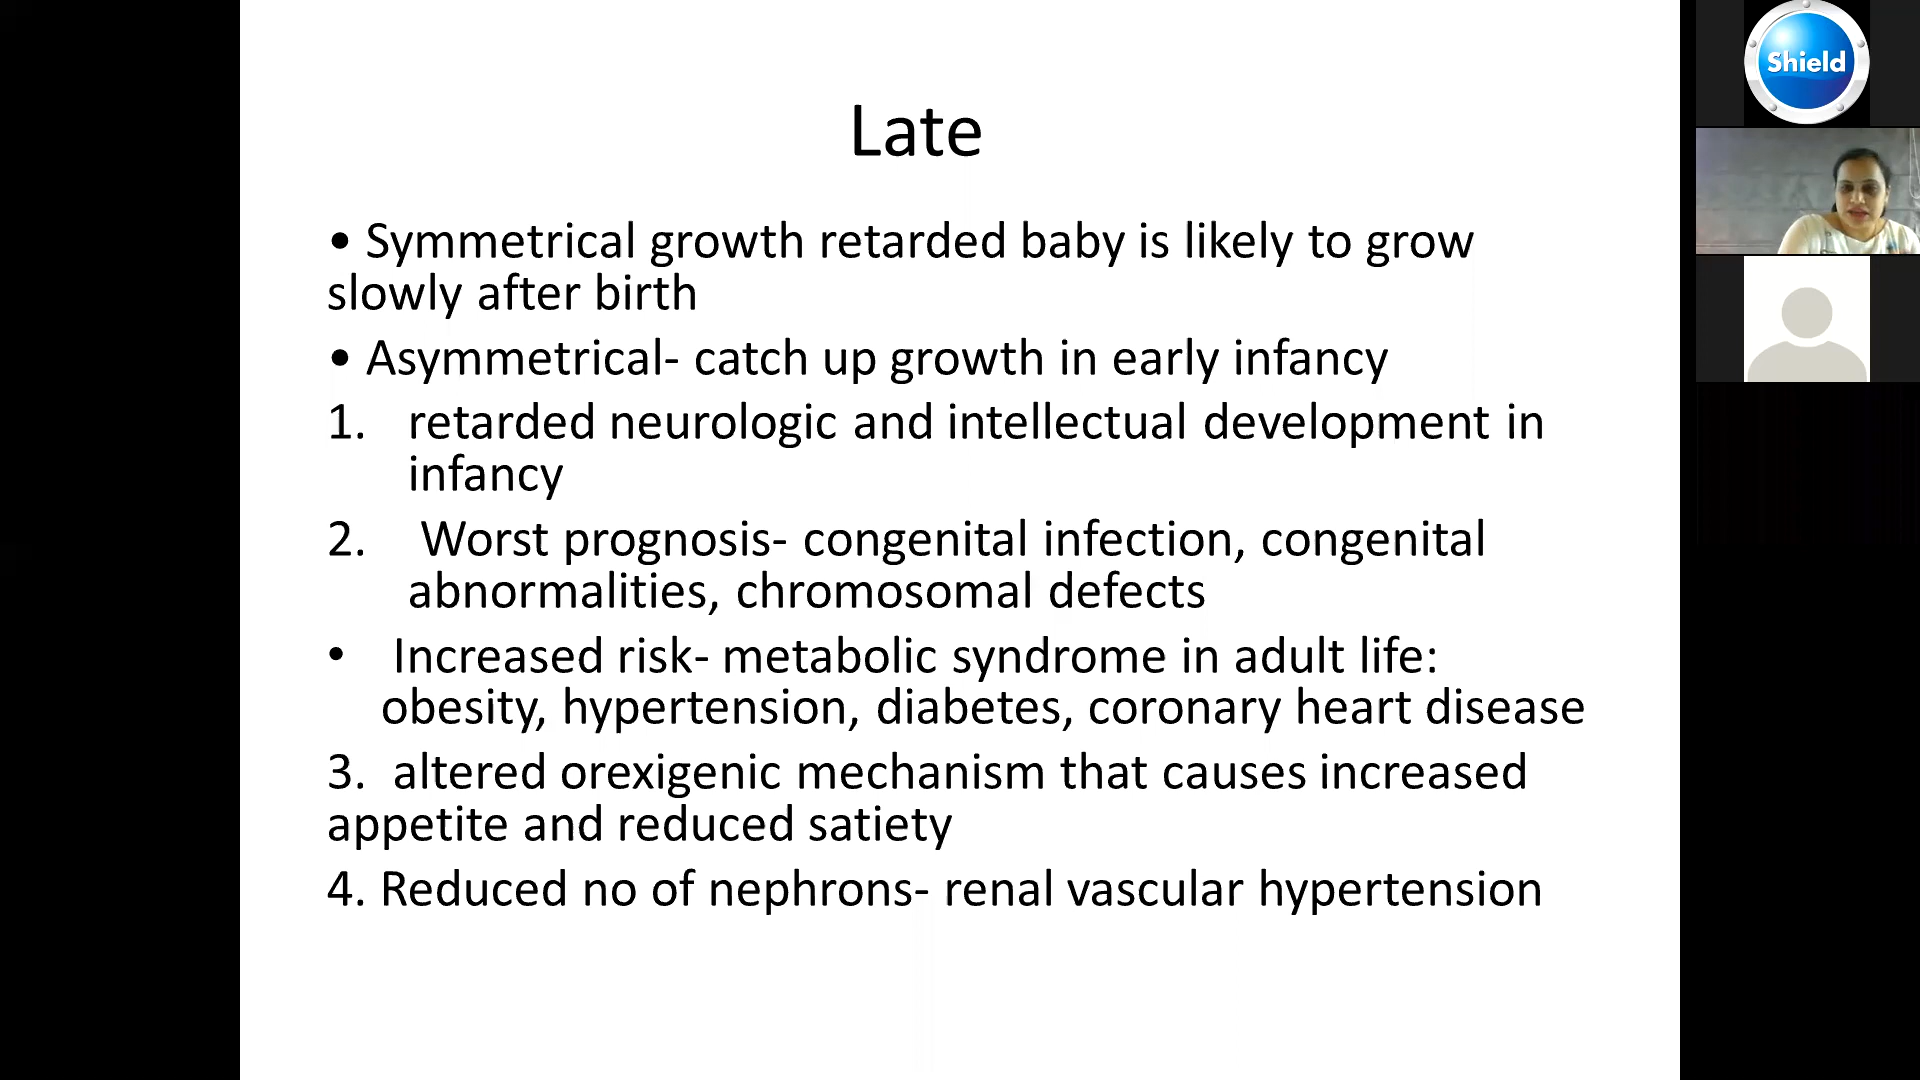 Late
• Symmetrical growth retarded baby is likely to grow
slowly after birth
• Asymmetrical- catch up growth in early infancy
1. retarded neurologic and intellectual development in
infancy
2. Worst prognosis- congenital infection, congenital
abnormalities, chromosomal defects
• Increased risk- metabolic syndrome in adult life:
obesity, hypertension, diabetes, coronary heart disease
3. altered orexigenic mechanism that causes increased
appetite and reduced satiety
4. Reduced no of nephrons- renal vascular hypertension
Shield